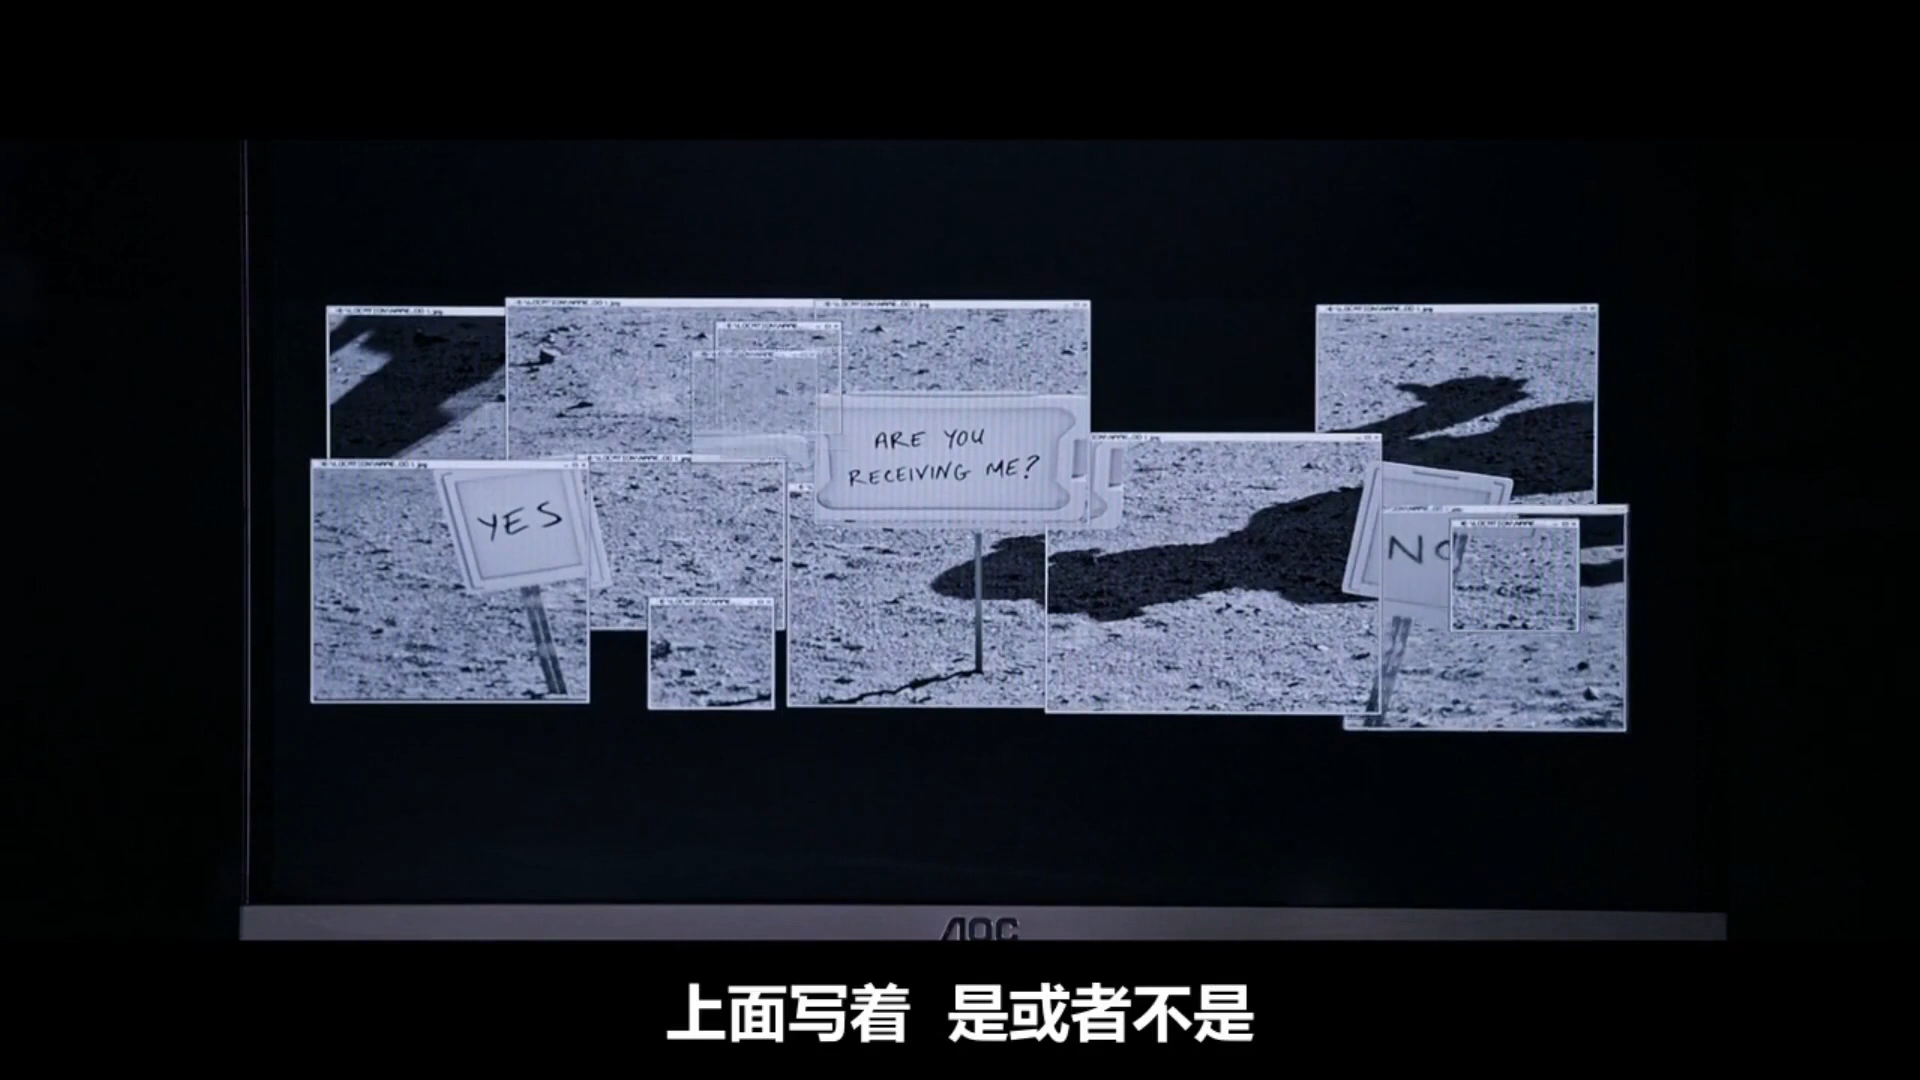 ARE YOU
RECEIVING ME?
YES
NO
AOC
上面写着 是或者不是